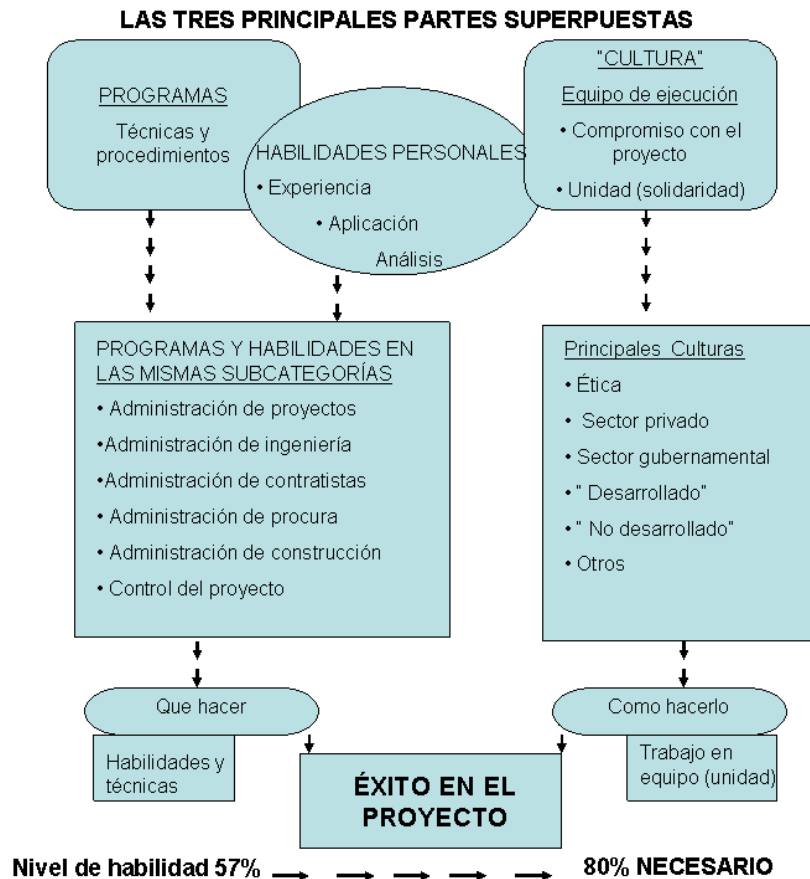 LAS TRES PRINCIPALES PARTES SUPERPUESTAS
PROGRAMAS
Técnicas y
procedimientos
HABILIDADES PERSONALES
• Experiencia
• Aplicación
Análisis
"CULTURA"
Equipo de ejecución
• Compromiso con el
proyecto
• Unidad (solidaridad)
PROGRAMAS Y HABILIDADES EN
LAS MISMAS SUBCATEGORÍAS
• Administración de proyectos
•Administración de ingeniería
•Administración de contratistas
• Administración de procura
• Administración de construcción
• Control del proyecto
Principales Culturas
• Ética
• Sector privado
• Sector gubernamental
• " Desarrollado"
• " No desarrollado"
• Otros
Que hacer
Habilidades y
técnicas
Como hacerlo
Trabajo en
equipo (unidad)
ÉXITO EN EL
PROYECTO
Nivel de habilidad 57%
80% NECESARIO